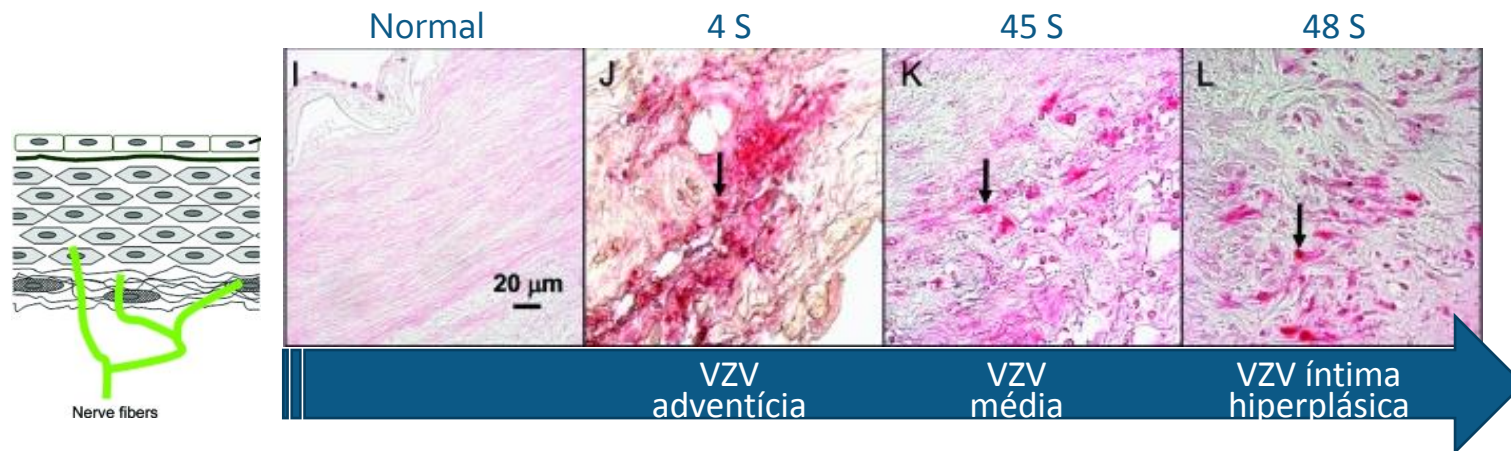 Normal
4 S
45 S
48 S
I
J
K
L
20 μm
Nerve fibers
VZV
adventícia
VZV
média
VZV íntima
hiperplásica